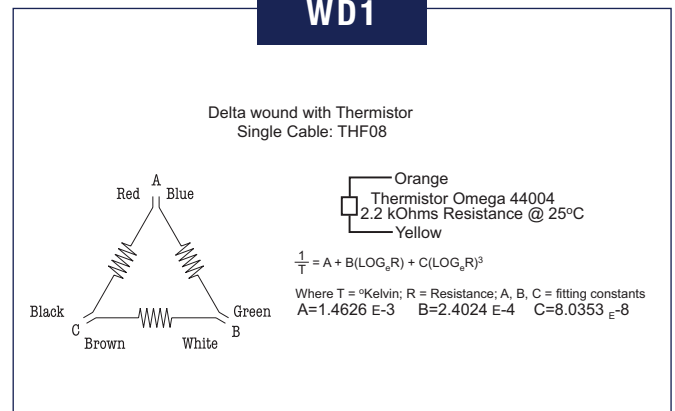 WD1
Delta wound with Thermistor
Single Cable: THF08
A
Red
Blue
Black
C
Brown
White
Green
B
Orange
Thermistor Omega 44004
2.2 kOhms Resistance @ 25ºC
Yellow
1/T = A + B(LOGₑR) + C(LOGₑR)³
Where T = ºKelvin; R = Resistance; A, B, C = fitting constants
A=1.4626 E-3 B=2.4024 E-4 C=8.0353 E-8